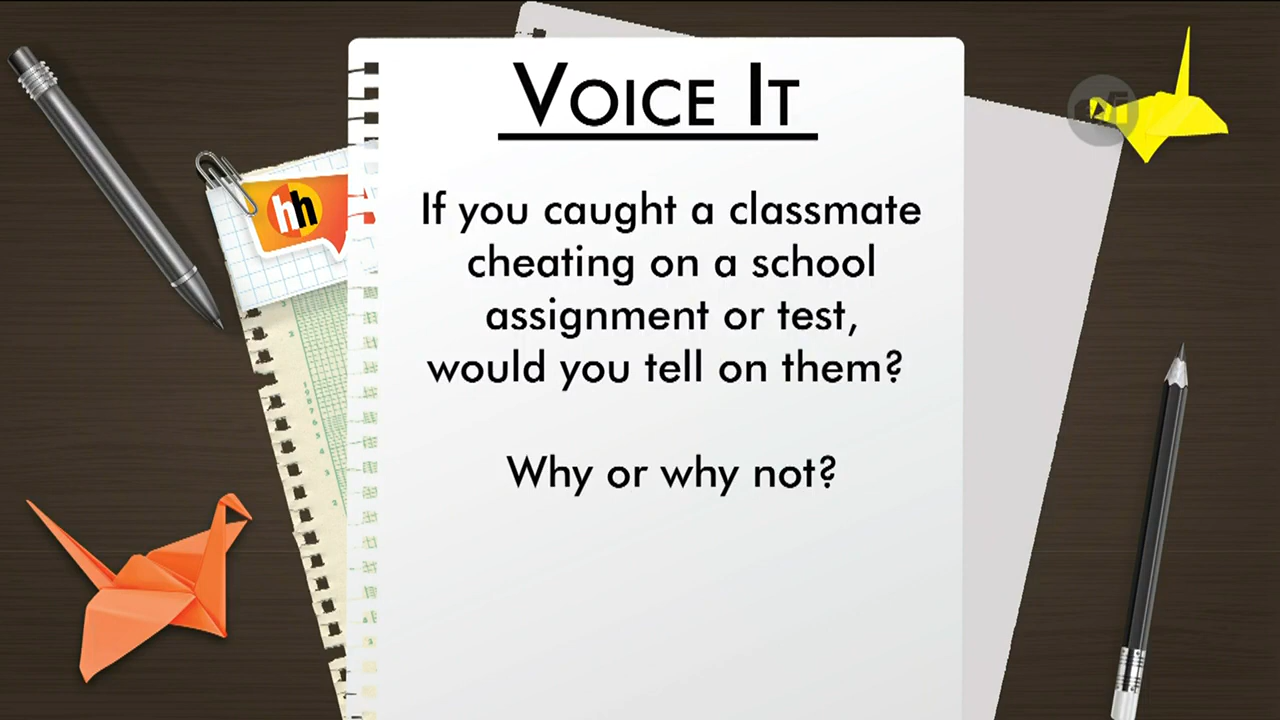 VOICE IT
hh
If you caught a classmate
cheating on a school
assignment or test,
would you tell on them?
Why or why not?